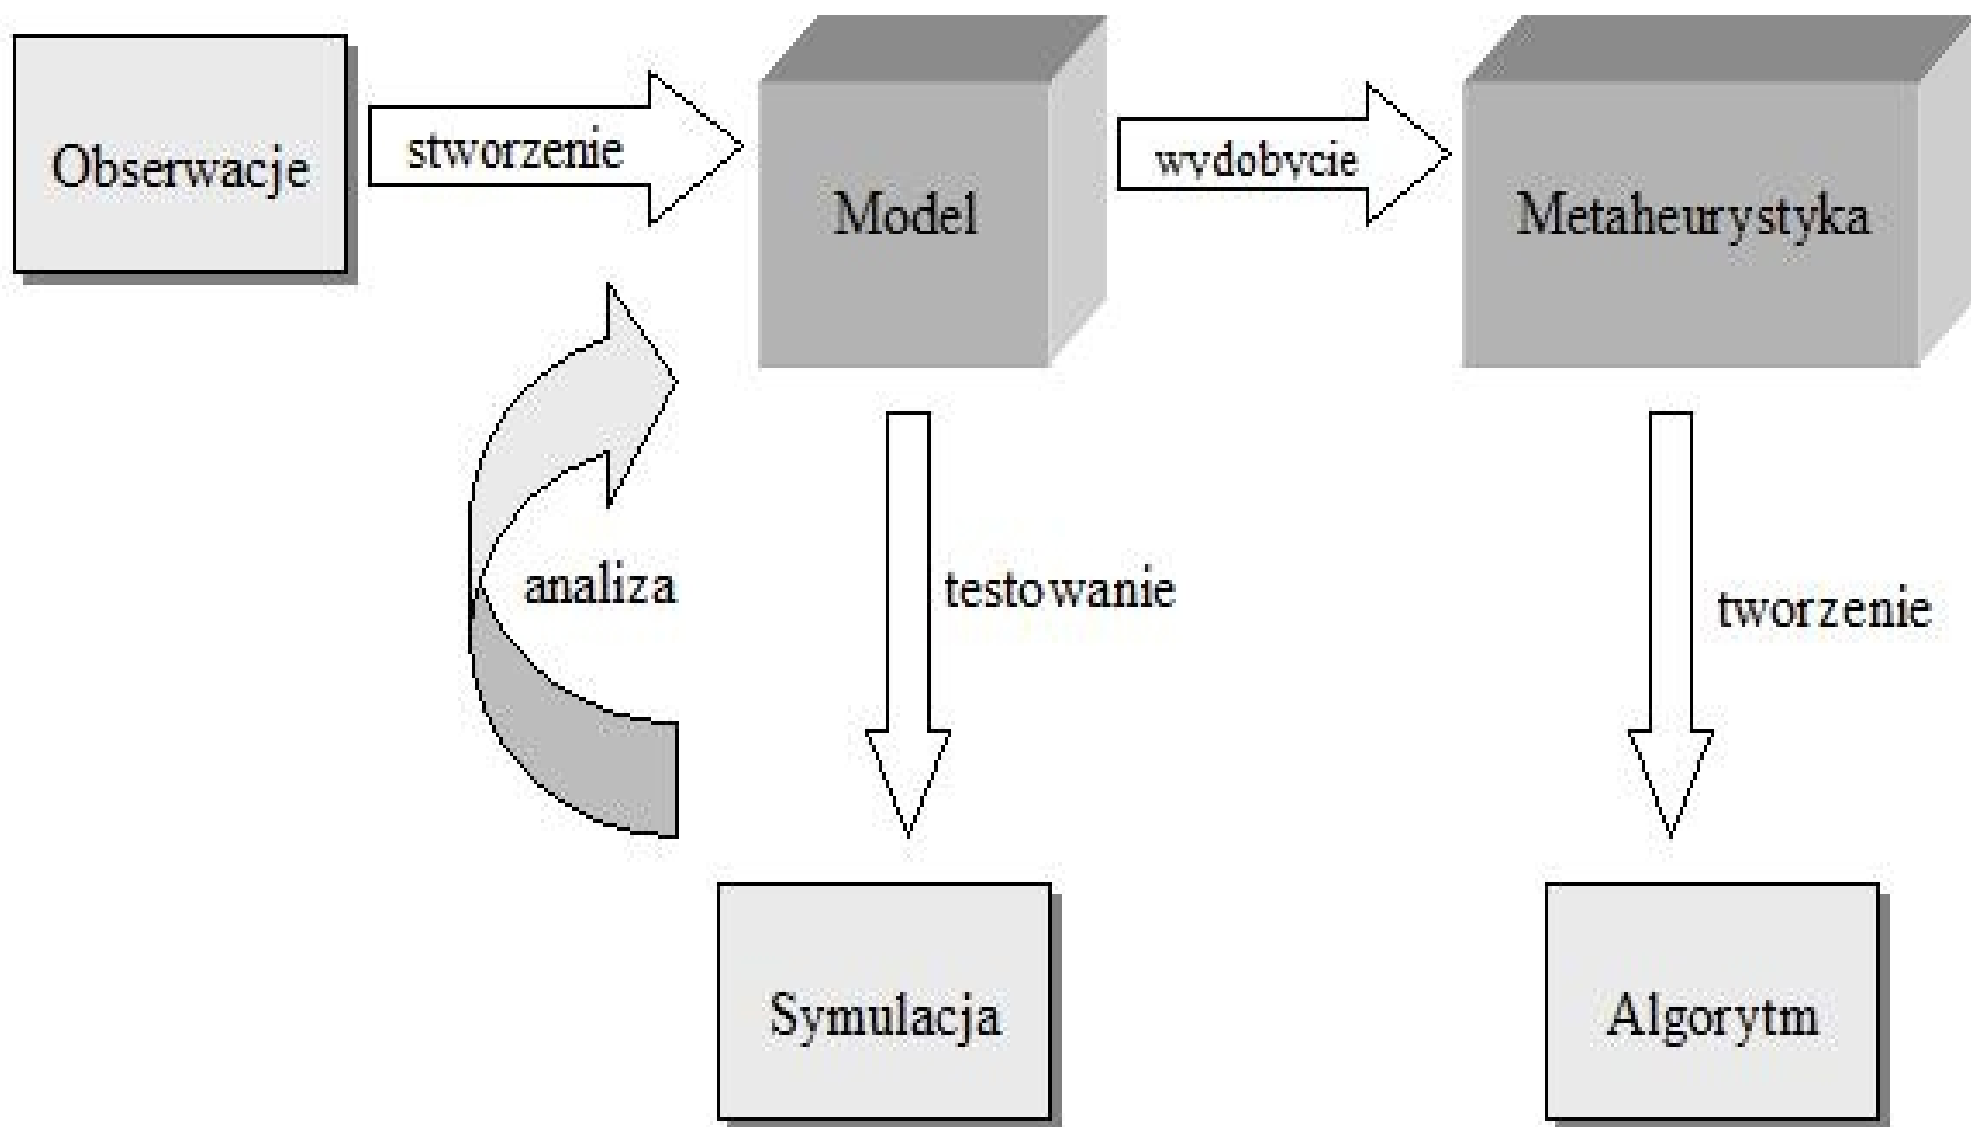 Obserwacje
stworzenie
Model
wydobycie
Metaheurystyka
analiza
testowanie
tworzenie
Symulacja
Algorytm